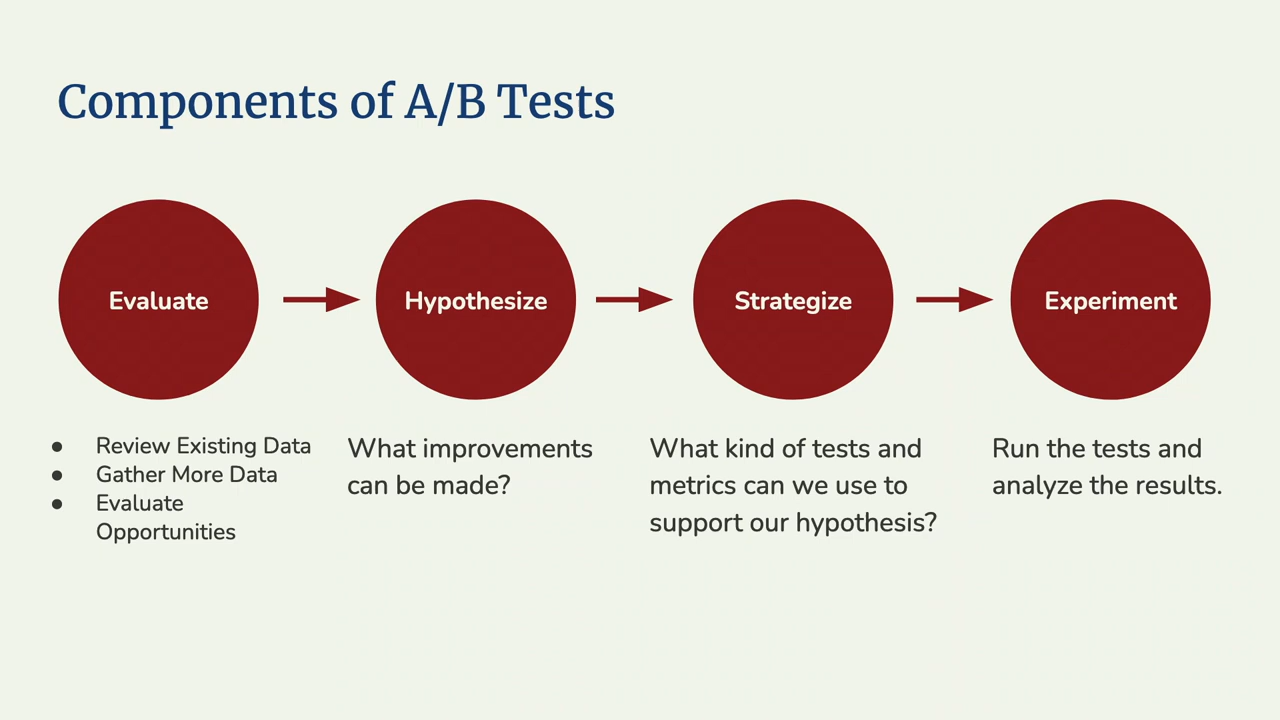 Components of A/B Tests
Evaluate
Hypothesize
Strategize
Experiment
● Review Existing Data
● Gather More Data
● Evaluate
Opportunities
What improvements
can be made?
What kind of tests and
metrics can we use to
support our hypothesis?
Run the tests and
analyze the results.